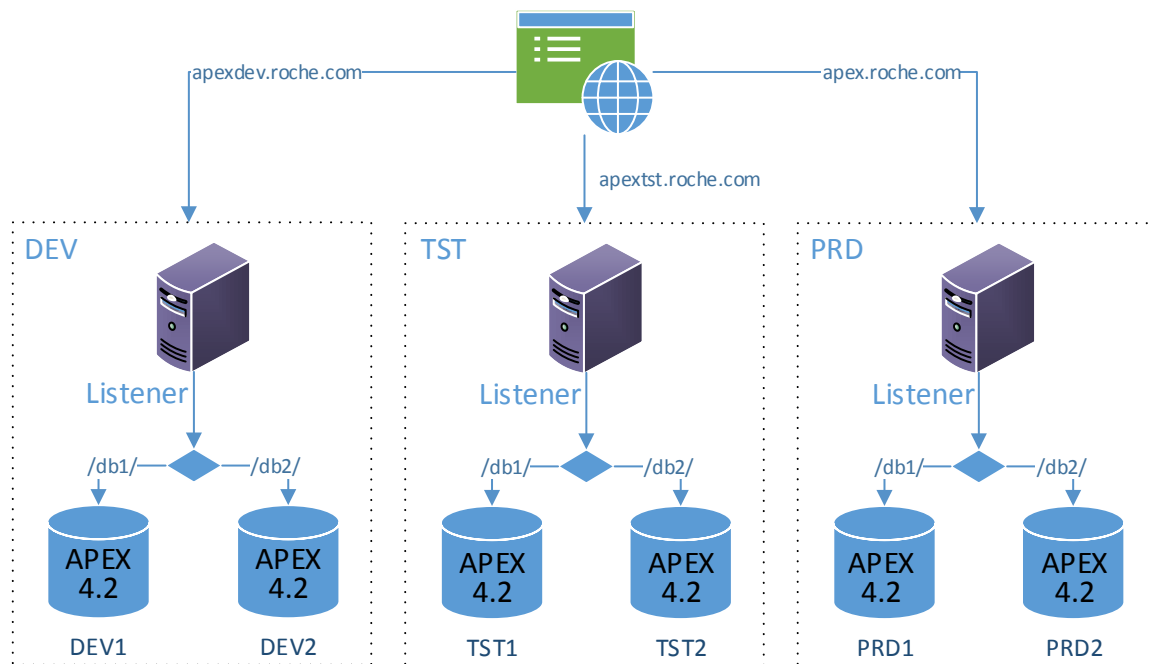 apexdev.roche.com
apex.roche.com
apextst.roche.com
DEV
TST
PRD
Listener
Listener
Listener
/db1/
/db2/
/db1/
/db2/
/db1/
/db2/
APEX
4.2
APEX
4.2
APEX
4.2
APEX
4.2
APEX
4.2
APEX
4.2
DEV1
DEV2
TST1
TST2
PRD1
PRD2